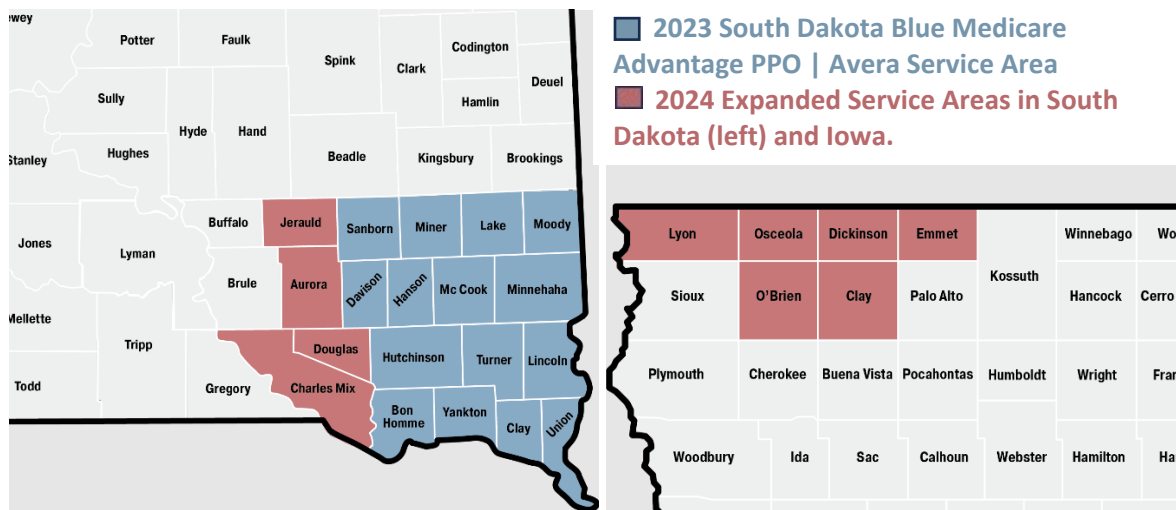 2023 South Dakota Blue Medicare
Advantage PPO | Avera Service Area
2024 Expanded Service Areas in South
Dakota (left) and Iowa.
ewey
Potter
Faulk
Spink
Clark
Codington
Deuel
Hamlin
Sully
Hyde
Hand
Stanley
Hughes
Beadle
Kingsbury
Brookings
Buffalo
Jerauld
Sanborn
Miner
Lake
Moody
Jones
Lyman
Brule
Aurora
Davison
Hanson
Mc Cook
Minnehaha
Mellette
Tripp
Douglas
Hutchinson
Turner
Lincoln
Todd
Gregory
Charles Mix
Bon
Homme
Yankton
Clay
Union
Lyon
Osceola
Dickinson
Emmet
Kossuth
Winnebago
Wo
Sioux
O'Brien
Clay
Palo Alto
Hancock
Cerro
Plymouth
Cherokee
Buena Vista
Pocahontas
Humboldt
Wright
Fran
Woodbury
Ida
Sac
Calhoun
Webster
Hamilton
Ha